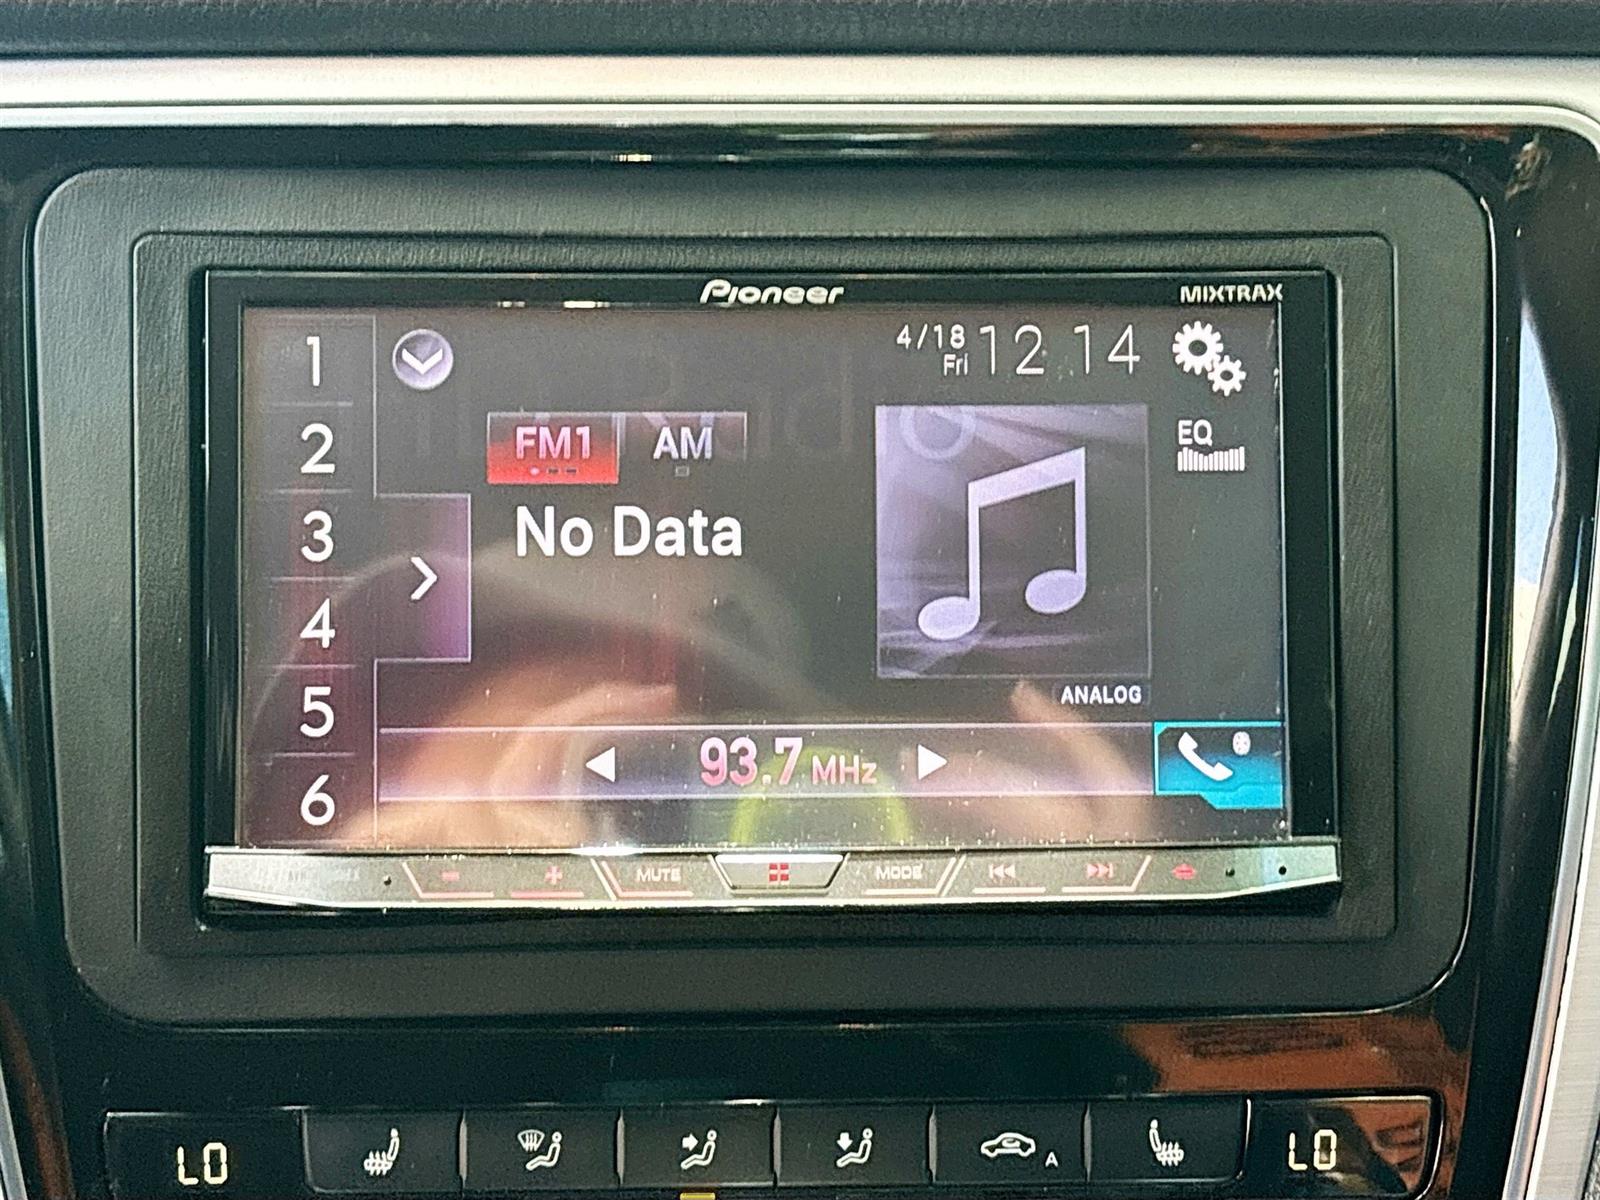 Pioneer
MIXTRAX
4/18
Fri
12 14
1
2
3
4
5
6
FM1
AM
EQ
No Data
ANALOG
93.7 MHz
- + MUTE MODE
LO
A
LO